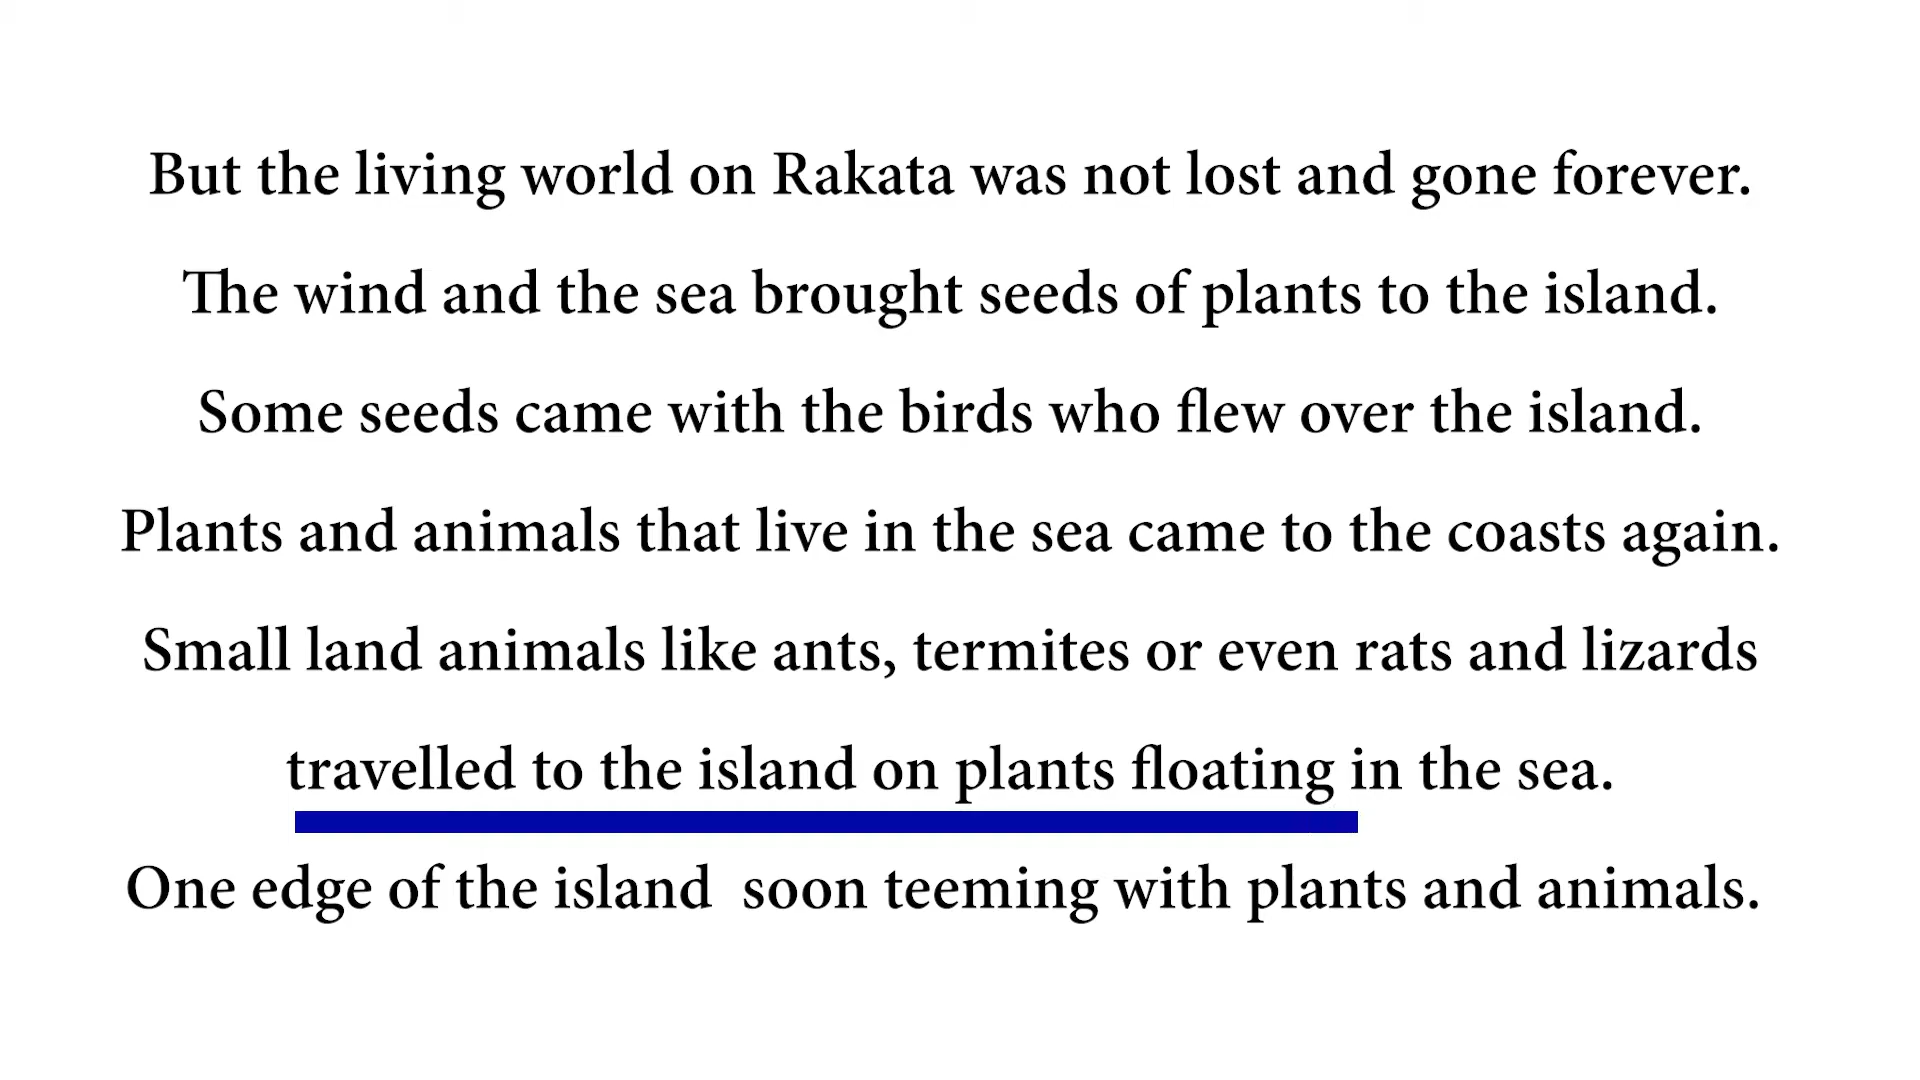 But the living world on Rakata was not lost and gone forever.
The wind and the sea brought seeds of plants to the island.
Some seeds came with the birds who flew over the island.
Plants and animals that live in the sea came to the coasts again.
Small land animals like ants, termites or even rats and lizards
travelled to the island on plants floating in the sea.
One edge of the island  soon teeming with plants and animals.